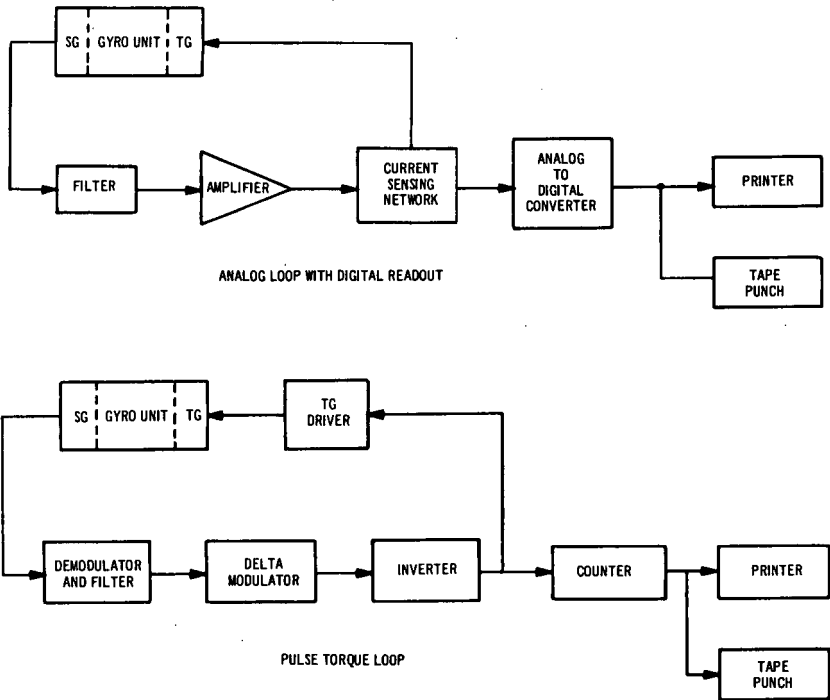 SG GYRO UNIT TG
FILTER
AMPLIFIER
CURRENT
SENSING
NETWORK
ANALOG
TO
DIGITAL
CONVERTER
PRINTER
TAPE
PUNCH
ANALOG LOOP WITH DIGITAL READOUT
SG GYRO UNIT TG
TG
DRIVER
DEMODULATOR
AND FILTER
DELTA
MODULATOR
INVERTER
COUNTER
PRINTER
TAPE
PUNCH
PULSE TORQUE LOOP